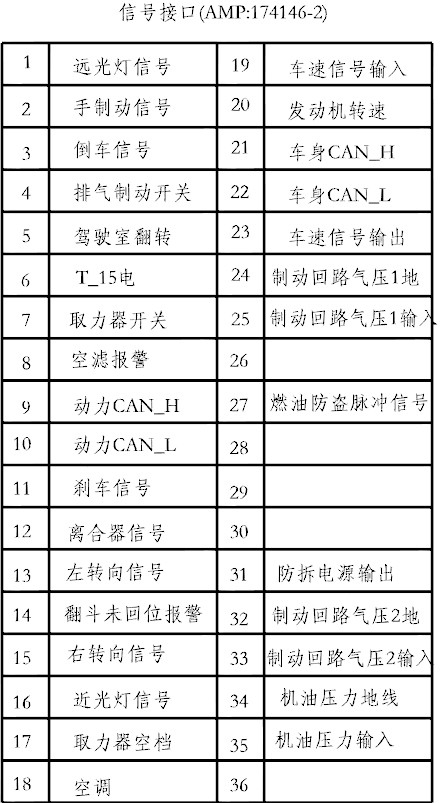 信号接口(AMP:174146-2)
1 远光灯信号 19 车速信号输入
2 手制动信号 20 发动机转速
3 倒车信号 21 车身CAN_H
4 排气制动开关 22 车身CAN_L
5 驾驶室翻转 23 车速信号输出
6 T_15电 24 制动回路气压1地
7 取力器开关 25 制动回路气压1输入
8 空滤报警 26
9 动力CAN_H 27 燃油防盗脉冲信号
10 动力CAN_L 28
11 刹车信号 29
12 离合器信号 30
13 左转向信号 31 防拆电源输出
14 翻斗未回位报警 32 制动回路气压2地
15 右转向信号 33 制动回路气压2输入
16 近光灯信号 34 机油压力地线
17 取力器空档 35 机油压力输入
18 空调 36